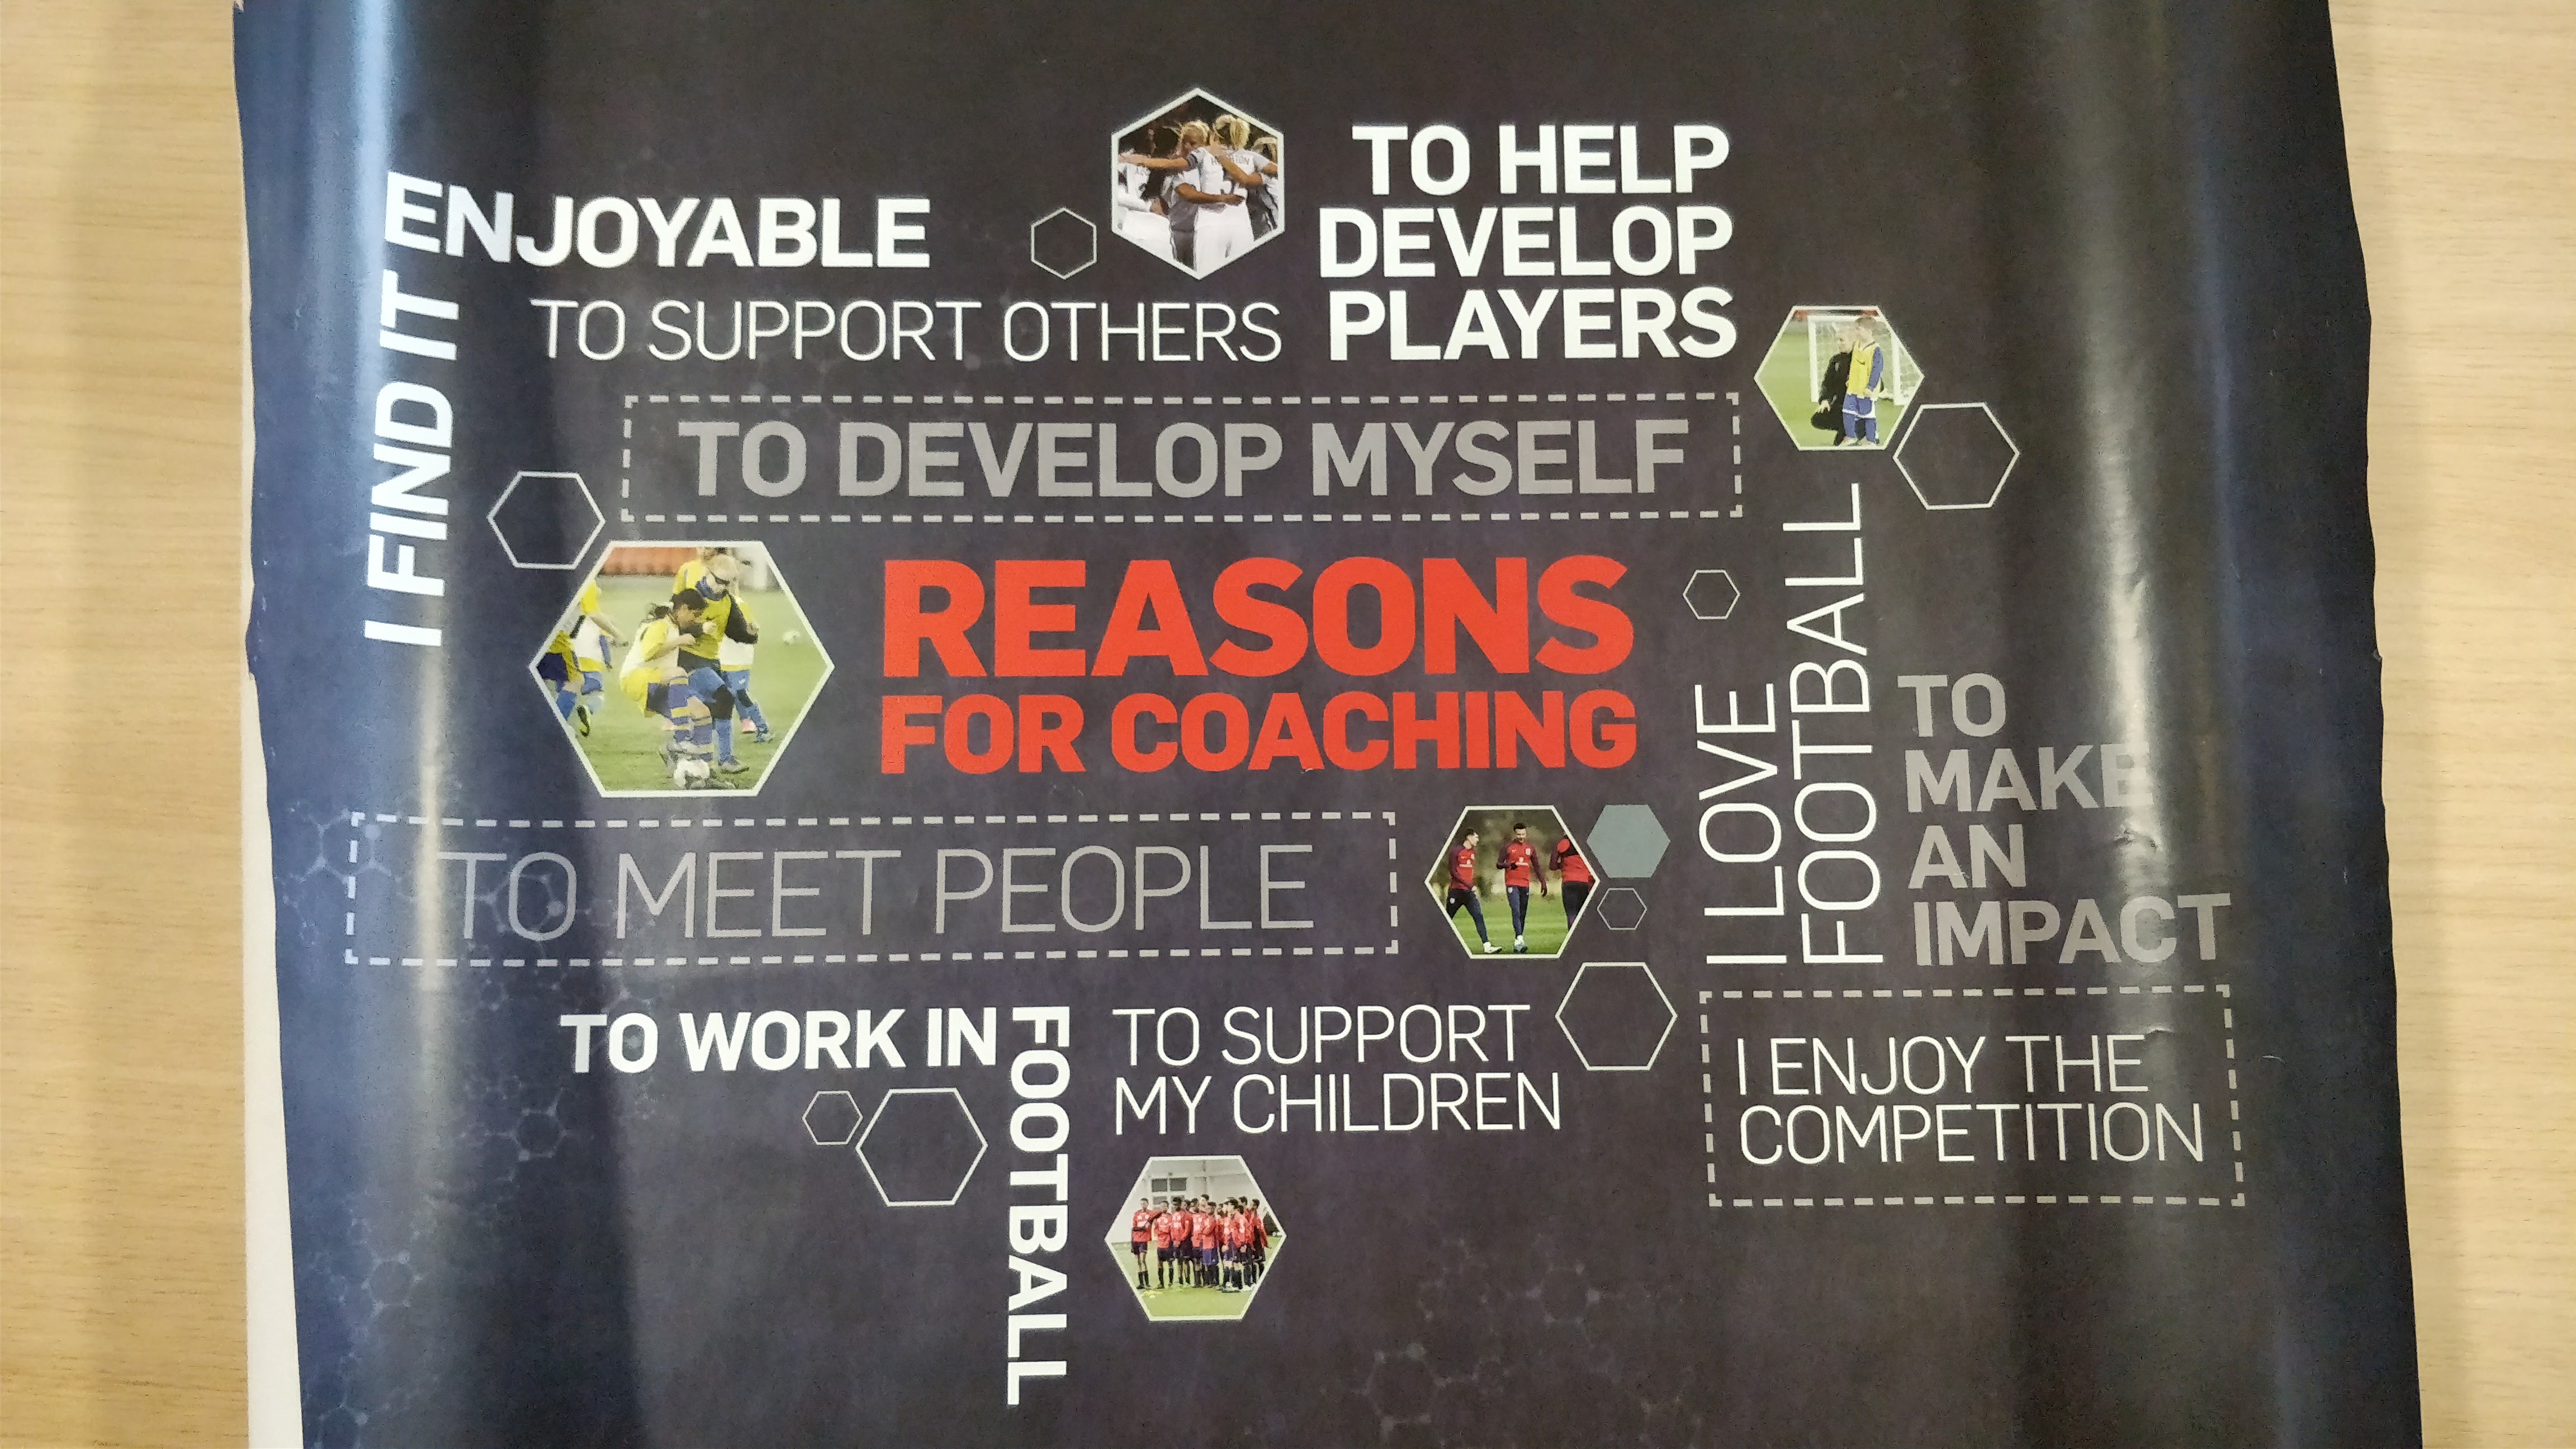 I FIND IT
ENJOYABLE
TO SUPPORT OTHERS
TO HELP
DEVELOP
PLAYERS
TO DEVELOP MYSELF
REASONS
FOR COACHING
I LOVE
FOOTBALL
TO
MAKE
AN
IMPACT
TO MEET PEOPLE
TO WORK IN
FOOTBALL
TO SUPPORT
MY CHILDREN
I ENJOY THE
COMPETITION